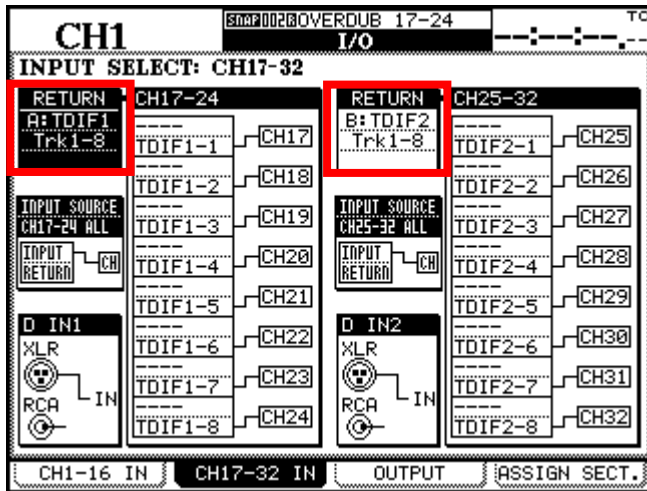 CH1
SNAP002 OVERDUB 17-24
I/O
TC
--:--:--.--
INPUT SELECT: CH17-32
RETURN
A:TDIF1
Trk1-8
INPUT SOURCE
CH17-24 ALL
INPUT
RETURN
CH
D IN1
XLR
RCA
IN
CH17-24
----
TDIF1-1
CH17
----
TDIF1-2
CH18
----
TDIF1-3
CH19
----
TDIF1-4
CH20
----
TDIF1-5
CH21
----
TDIF1-6
CH22
----
TDIF1-7
CH23
----
TDIF1-8
CH24
RETURN
B:TDIF2
Trk1-8
INPUT SOURCE
CH25-32 ALL
INPUT
RETURN
CH
D IN2
XLR
RCA
IN
CH25-32
----
TDIF2-1
CH25
----
TDIF2-2
CH26
----
TDIF2-3
CH27
----
TDIF2-4
CH28
----
TDIF2-5
CH29
----
TDIF2-6
CH30
----
TDIF2-7
CH31
----
TDIF2-8
CH32
CH1-16 IN
CH17-32 IN
OUTPUT
ASSIGN SECT.